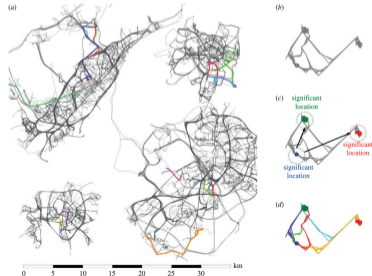 (a)
(b)
(c)
significant
location
significant
location
significant
location
(d)
0 5 10 15 20 25 30 km